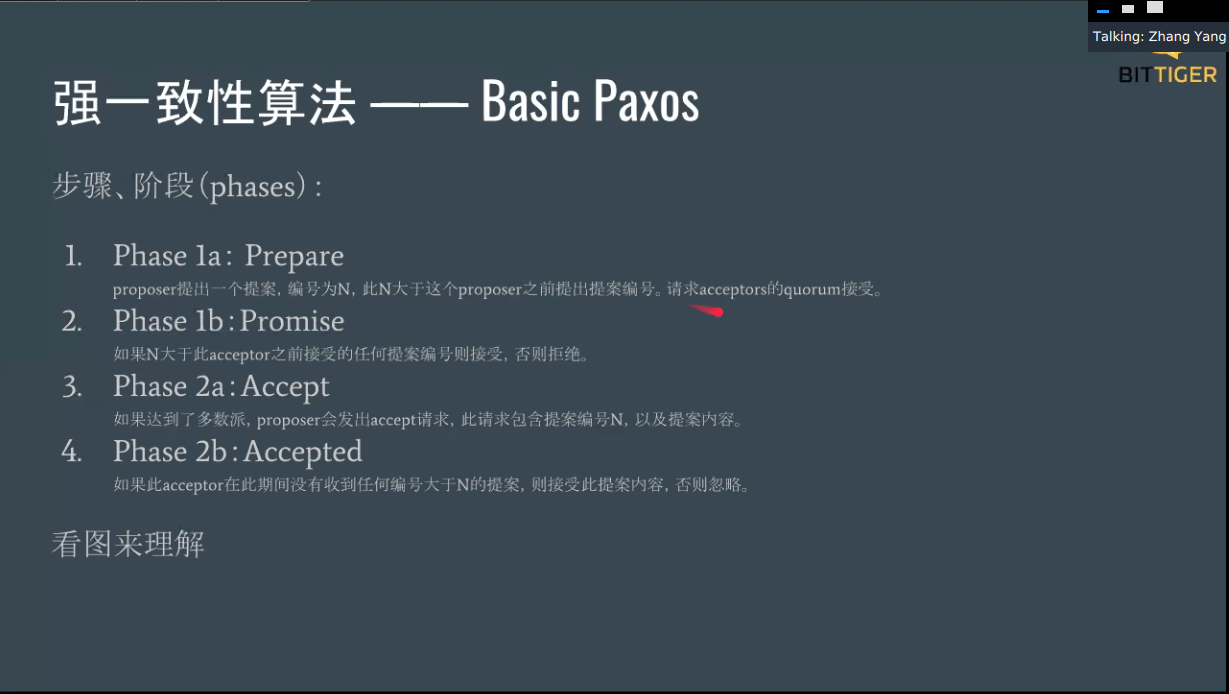 Talking: Zhang Yang
BITTIGER
强一致性算法 —— Basic Paxos
步骤、阶段(phases):
1. Phase 1a: Prepare
proposer提出一个提案, 编号为N, 此N大于这个proposer之前提出提案编号。请求acceptors的quorum接受。
2. Phase 1b:Promise
如果N大于此acceptor之前接受的任何提案编号则接受, 否则拒绝。
3. Phase 2a:Accept
如果达到了多数派, proposer会发出accept请求, 此请求包含提案编号N, 以及提案内容。
4. Phase 2b:Accepted
如果此acceptor在此期间没有收到任何编号大于N的提案, 则接受此提案内容, 否则忽略。
看图来理解